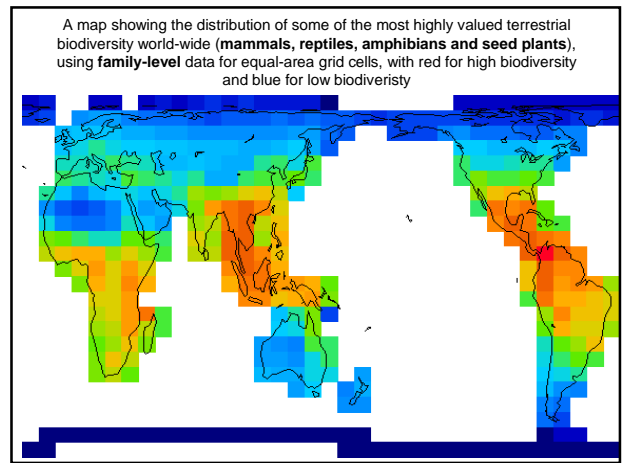 A map showing the distribution of some of the most highly valued terrestrial
biodiversity world-wide (mammals, reptiles, amphibians and seed plants),
using family-level data for equal-area grid cells, with red for high biodiversity
and blue for low biodiveristy